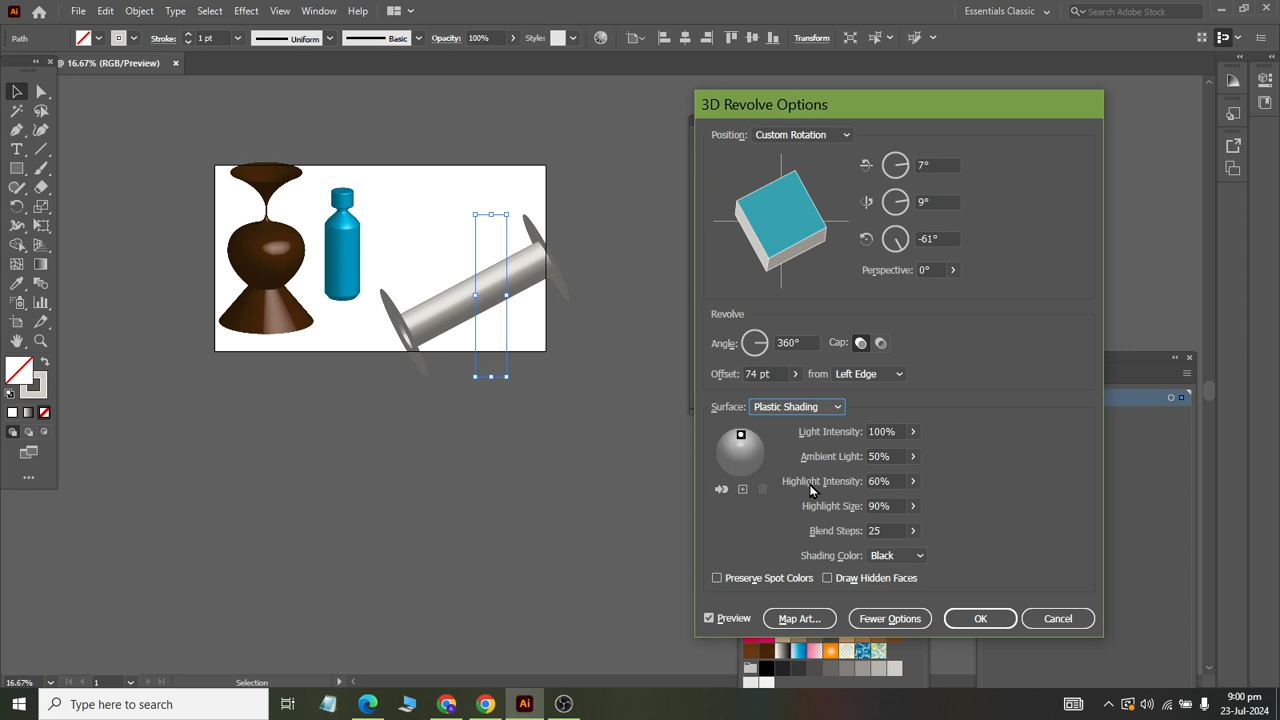 Ai File Edit Object Type Select Effect View Window Help Essentials Classic Search Adobe Stock
Path Stroke: 1 pt Uniform Basic Opacity: 100% Style: Transform
@ 16.67% (RGB/Preview) ×
3D Revolve Options
Position: Custom Rotation
7°
9°
-61°
Perspective: 0°
Revolve
Angle: 360° Cap:
Offset: 74 pt from Left Edge
Surface: Plastic Shading
Light Intensity: 100%
Ambient Light: 50%
Highlight Intensity: 60%
Highlight Size: 90%
Blend Steps: 25
Shading Color: Black
Preserve Spot Colors Draw Hidden Faces
Preview Map Art... Fewer Options OK Cancel
16.67% 1 Selection
Type here to search Ai 9:00 pm
23-Jul-2024